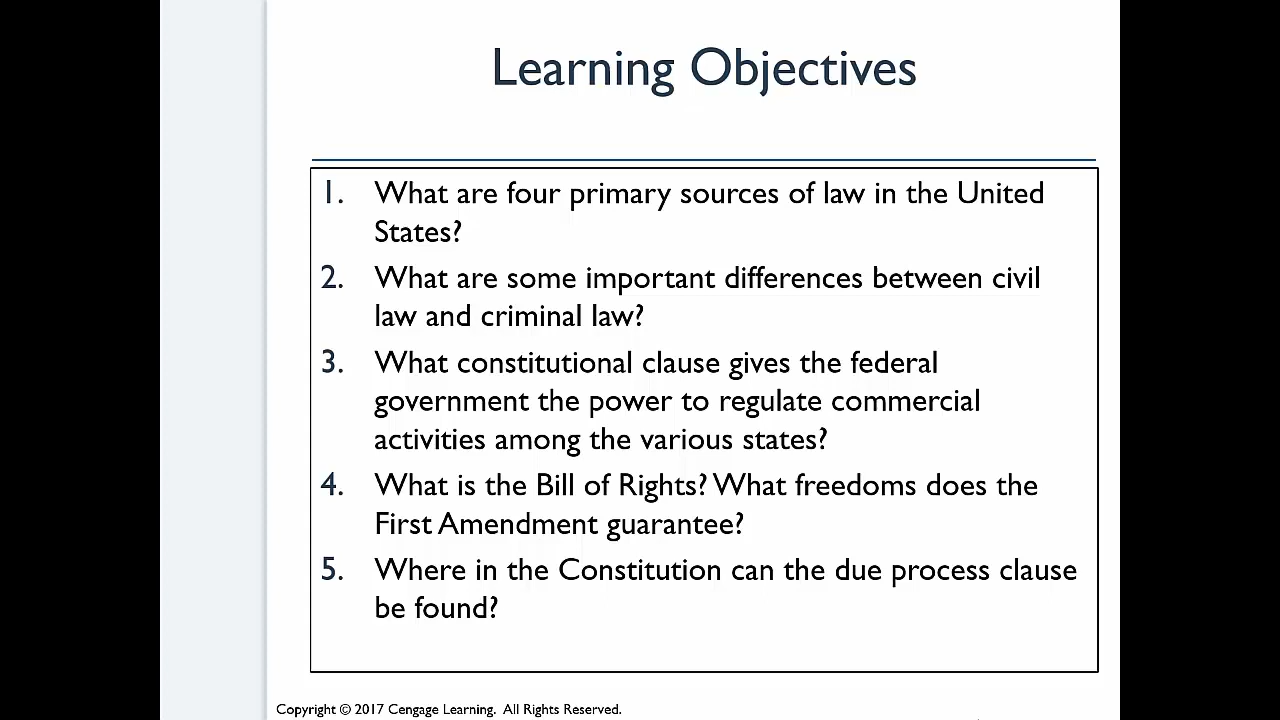 Learning Objectives
1. What are four primary sources of law in the United
States?
2. What are some important differences between civil
law and criminal law?
3. What constitutional clause gives the federal
government the power to regulate commercial
activities among the various states?
4. What is the Bill of Rights? What freedoms does the
First Amendment guarantee?
5. Where in the Constitution can the due process clause
be found?
Copyright © 2017 Cengage Learning. All Rights Reserved.